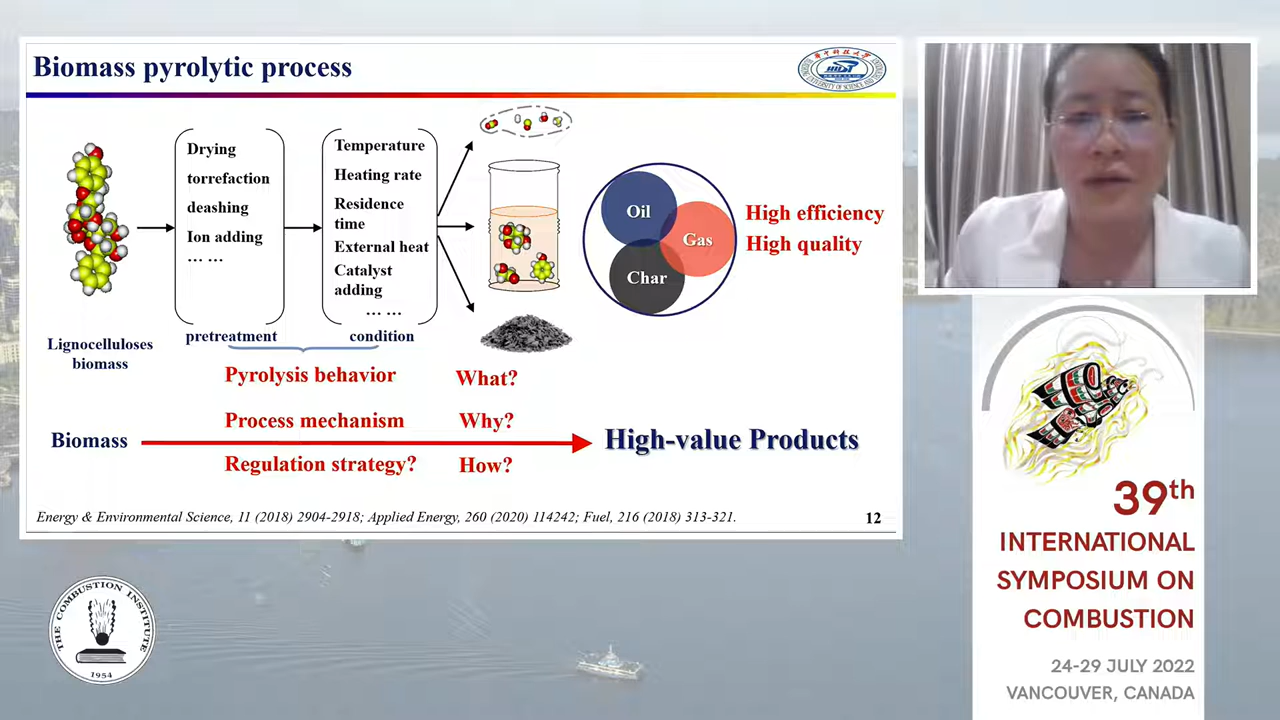 Biomass pyrolytic process
Drying
torrefaction
deashing
Ion adding
... ...
pretreatment
Temperature
Heating rate
Residence
time
External heat
Catalyst
adding
... ...
condition
Lignocelluloses
biomass
Oil
Gas
Char
High efficiency
High quality
Pyrolysis behavior What?
Process mechanism Why?
Biomass
High-value Products
Regulation strategy? How?
Energy & Environmental Science, 11 (2018) 2904-2918; Applied Energy, 260 (2020) 114242; Fuel, 216 (2018) 313-321.
12
39th
INTERNATIONAL
SYMPOSIUM ON
COMBUSTION
24-29 JULY 2022
VANCOUVER, CANADA
THE COMBUSTION INSTITUTE
1954